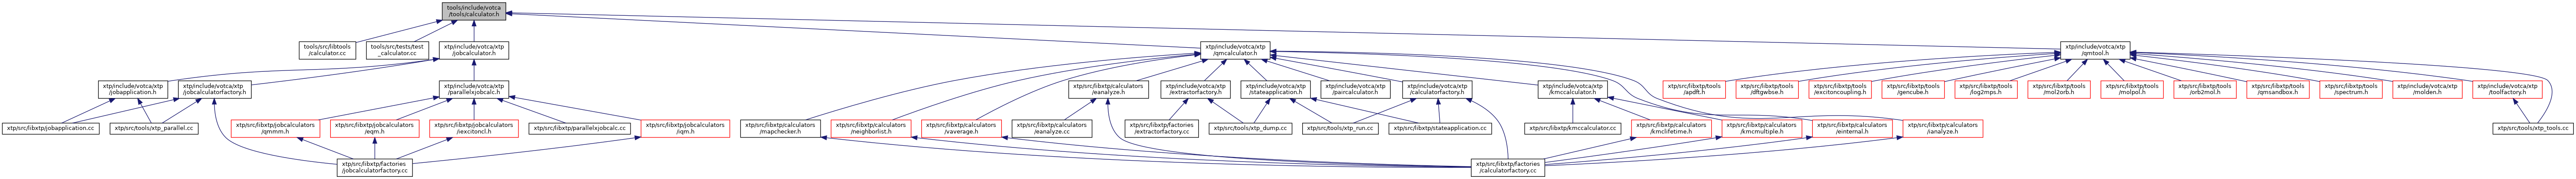 tools/include/votca
/tools/calculator.h
tools/src/libtools
/calculator.cc
tools/src/tests/test
_calculator.cc
xtp/include/votca/xtp
/jobcalculator.h
xtp/include/votca/xtp
/qmcalculator.h
xtp/include/votca/xtp
/qmtool.h
xtp/include/votca/xtp
/jobapplication.h
xtp/include/votca/xtp
/jobcalculatorfactory.h
xtp/include/votca/xtp
/parallelxjobcalc.h
xtp/src/libxtp/calculators
/eanalyze.h
xtp/include/votca/xtp
/extractorfactory.h
xtp/include/votca/xtp
/stateapplication.h
xtp/include/votca/xtp
/paircalculator.h
xtp/include/votca/xtp
/calculatorfactory.h
xtp/include/votca/xtp
/kmccalculator.h
xtp/src/libxtp/tools
/apdft.h
xtp/src/libxtp/tools
/dftgwbse.h
xtp/src/libxtp/tools
/excitoncoupling.h
xtp/src/libxtp/tools
/gencube.h
xtp/src/libxtp/tools
/log2mps.h
xtp/src/libxtp/tools
/mol2orb.h
xtp/src/libxtp/tools
/molpol.h
xtp/src/libxtp/tools
/orb2mol.h
xtp/src/libxtp/tools
/qmsandbox.h
xtp/src/libxtp/tools
/spectrum.h
xtp/include/votca/xtp
/molden.h
xtp/include/votca/xtp
/toolfactory.h
xtp/src/libxtp/jobapplication.cc
xtp/src/tools/xtp_parallel.cc
xtp/src/libxtp/jobcalculators
/qmmm.h
xtp/src/libxtp/jobcalculators
/eqm.h
xtp/src/libxtp/jobcalculators
/iexcitoncl.h
xtp/src/libxtp/parallelxjobcalc.cc
xtp/src/libxtp/jobcalculators
/iqm.h
xtp/src/libxtp/calculators
/mapchecker.h
xtp/src/libxtp/calculators
/neighborlist.h
xtp/src/libxtp/calculators
/vaverage.h
xtp/src/libxtp/calculators
/eanalyze.cc
xtp/src/libxtp/factories
/extractorfactory.cc
xtp/src/tools/xtp_dump.cc
xtp/src/tools/xtp_run.cc
xtp/src/libxtp/stateapplication.cc
xtp/src/libxtp/kmccalculator.cc
xtp/src/libxtp/calculators
/kmclifetime.h
xtp/src/libxtp/calculators
/kmcmultiple.h
xtp/src/libxtp/calculators
/einternal.h
xtp/src/libxtp/calculators
/ianalyze.h
xtp/src/tools/xtp_tools.cc
xtp/src/libxtp/factories
/jobcalculatorfactory.cc
xtp/src/libxtp/factories
/calculatorfactory.cc